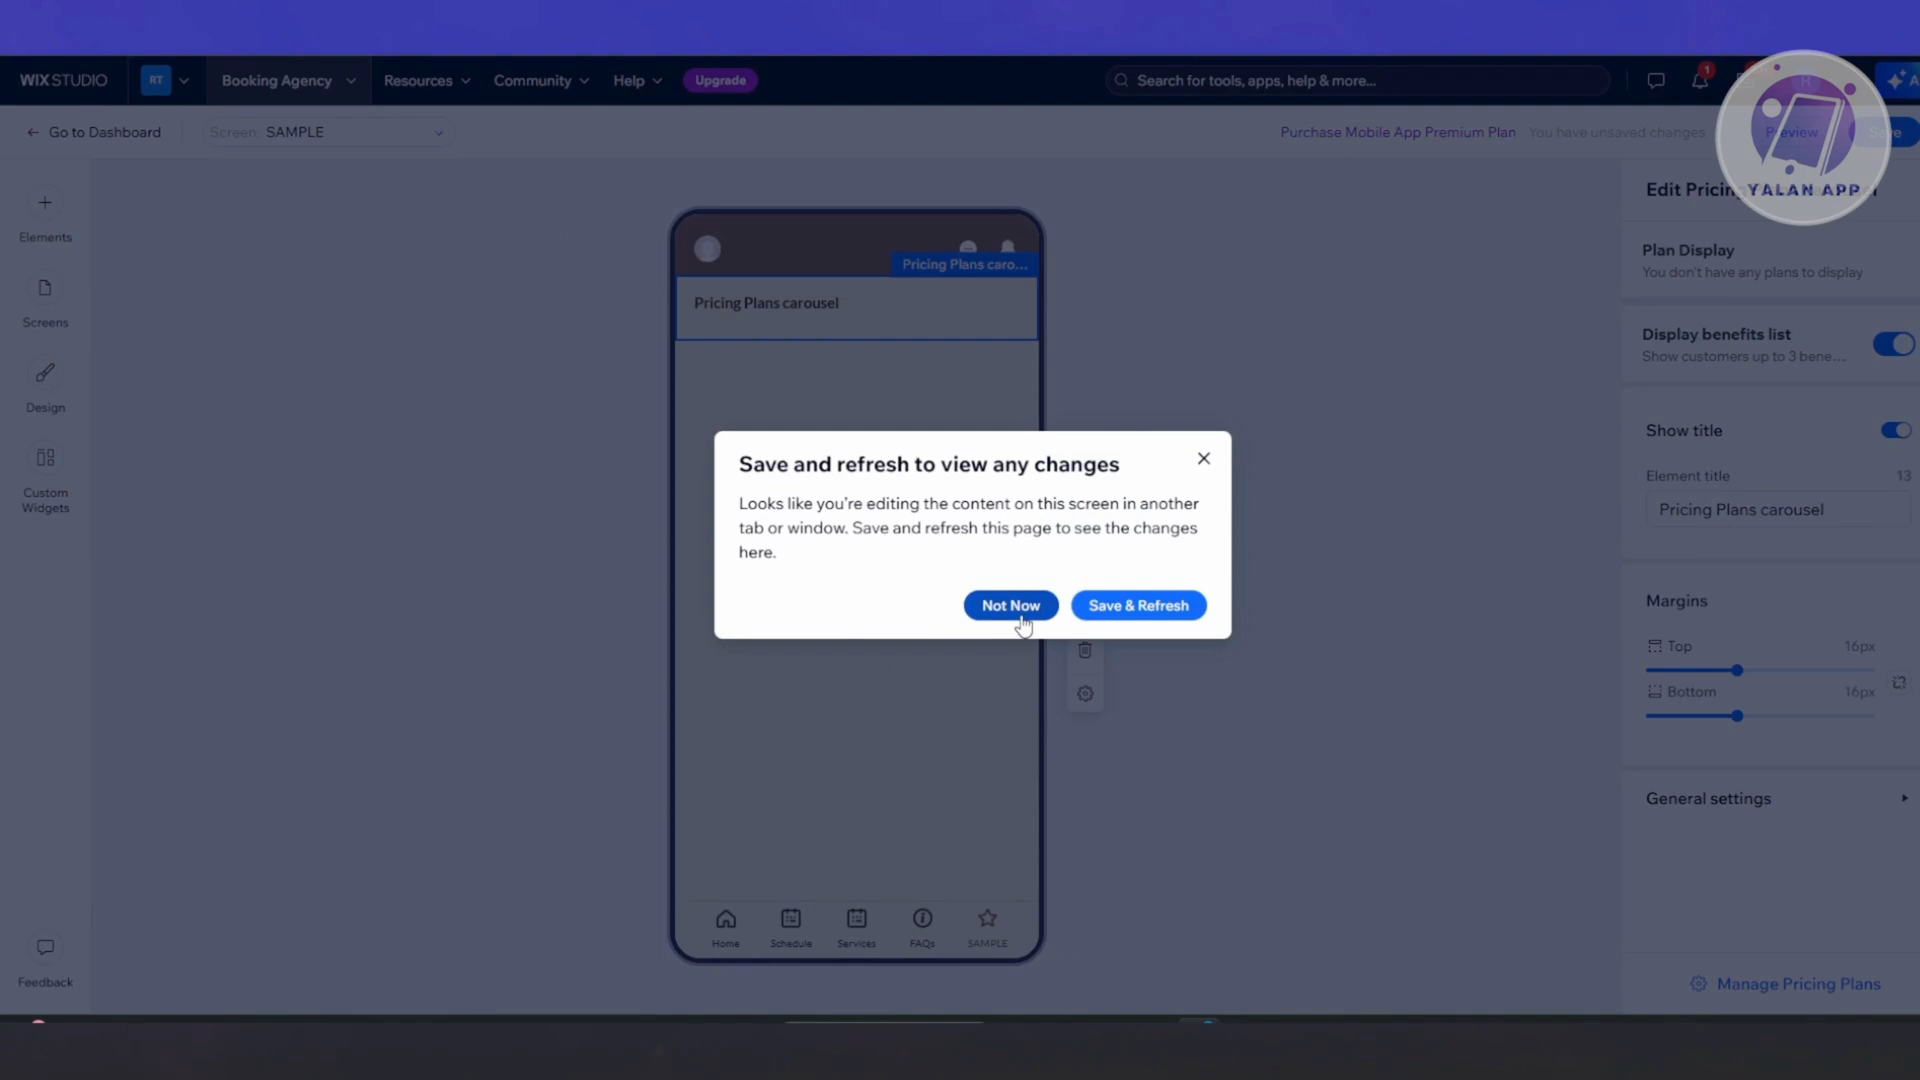 WIX STUDIO
RT
Booking Agency
Resources
Community
Help
Upgrade
Search for tools, apps, help & more...
1
Go to Dashboard
Screen: SAMPLE
Purchase Mobile App Premium Plan
You have unsaved changes
Preview
Save
YALAN APP
Elements
Screens
Design
Custom
Widgets
Feedback
Pricing Plans caro...
Pricing Plans carousel
Save and refresh to view any changes
Looks like you're editing the content on this screen in another
tab or window. Save and refresh this page to see the changes
here.
Not Now
Save & Refresh
Home
Schedule
Services
FAQs
SAMPLE
Edit Pricing
Plan Display
You don't have any plans to display
Display benefits list
Show customers up to 3 bene...
Show title
Element title
13
Pricing Plans carousel
Margins
Top
16px
Bottom
16px
General settings
Manage Pricing Plans